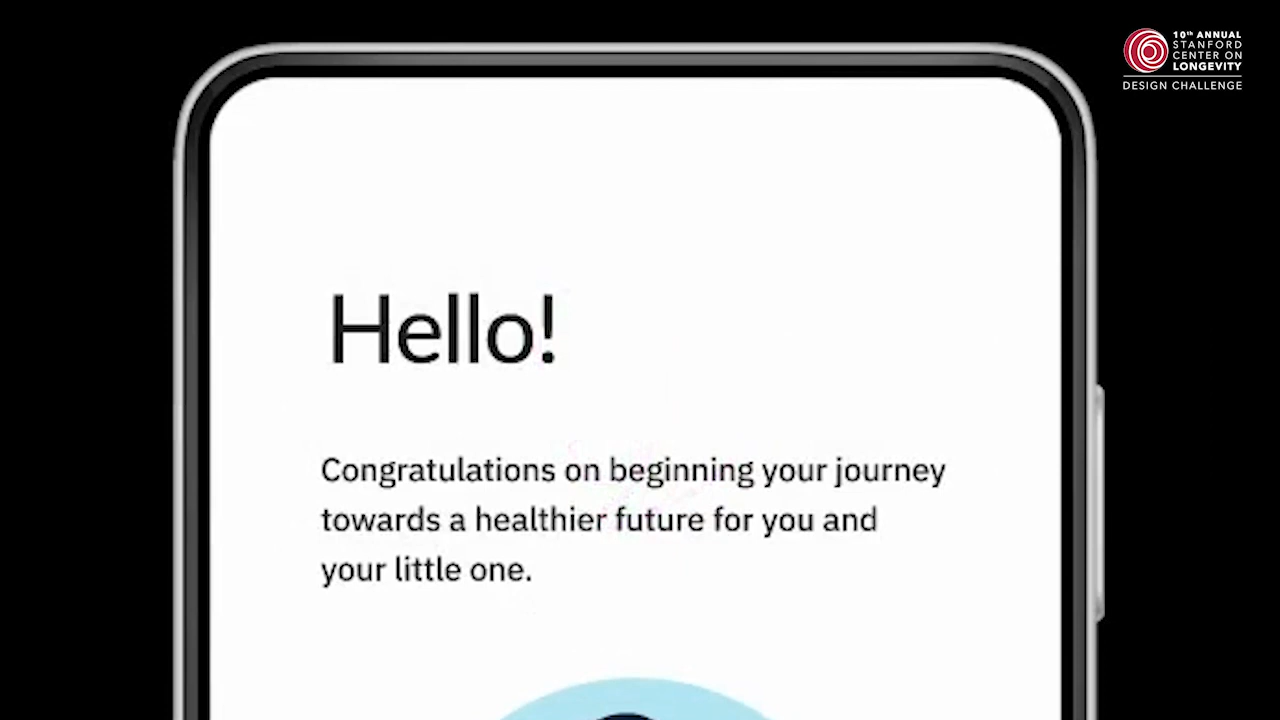 10th ANNUAL
STANFORD
CENTER ON
LONGEVITY
DESIGN CHALLENGE
Hello!
Congratulations on beginning your journey
towards a healthier future for you and
your little one.